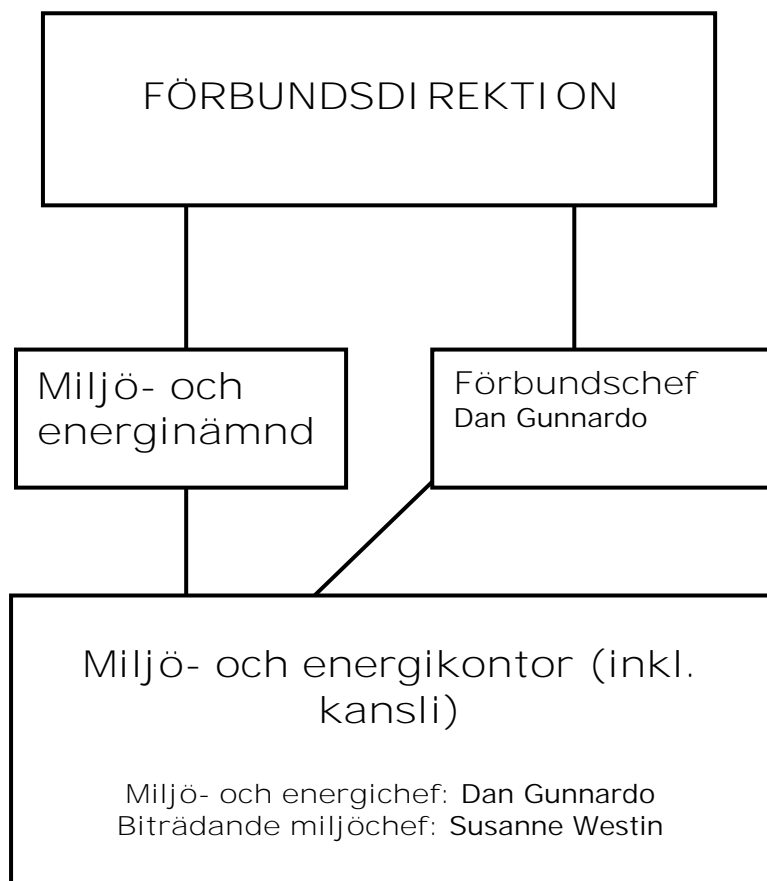 FÖRBUNDSDIREKTION
Miljö- och
energinämnd
Förbundschef
Dan Gunnardo
Miljö- och energikontor (inkl.
kansli)
Miljö- och energichef: Dan Gunnardo
Biträdande miljöchef: Susanne Westin